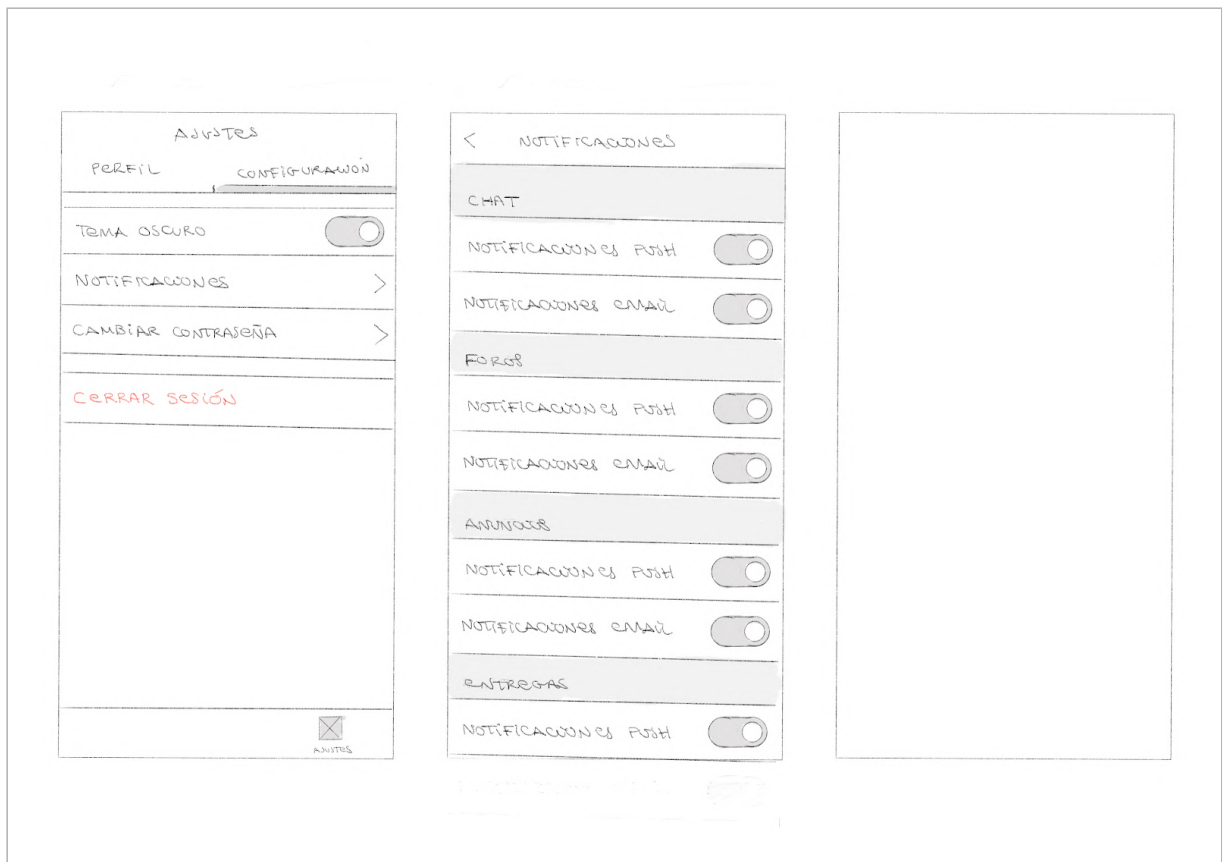 AJUSTES
PERFIL CONFIGURACIÓN
TEMA OSCURO
NOTIFICACIONES
CAMBIAR CONTRASEÑA
CERRAR SESIÓN
AJUSTES
< NOTIFICACIONES
CHAT
NOTIFICACIONES PUSH
NOTIFICACIONES EMAIL
FOROS
NOTIFICACIONES PUSH
NOTIFICACIONES EMAIL
ANUNCIOS
NOTIFICACIONES PUSH
NOTIFICACIONES EMAIL
ENTREGAS
NOTIFICACIONES PUSH